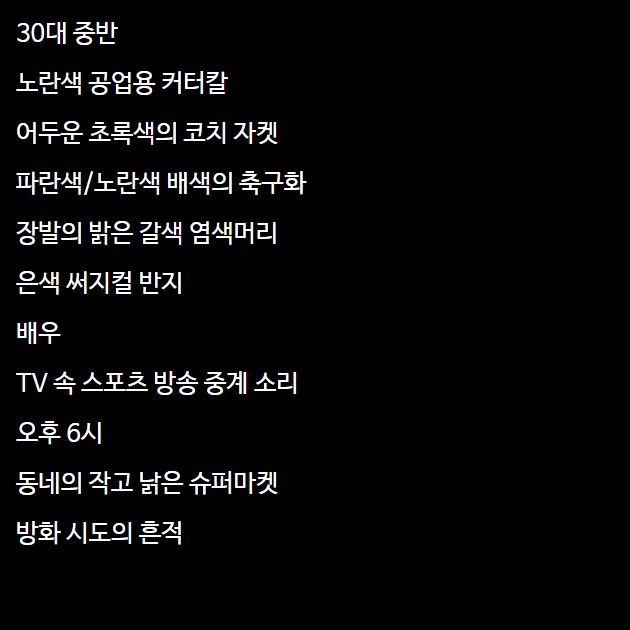 30대 중반
노란색 공업용 커터칼
어두운 초록색의 코치 자켓
파란색/노란색 배색의 축구화
장발의 밝은 갈색 염색머리
은색 써지컬 반지
배우
TV 속 스포츠 방송 중계 소리
오후 6시
동네의 작고 낡은 슈퍼마켓
방화 시도의 흔적